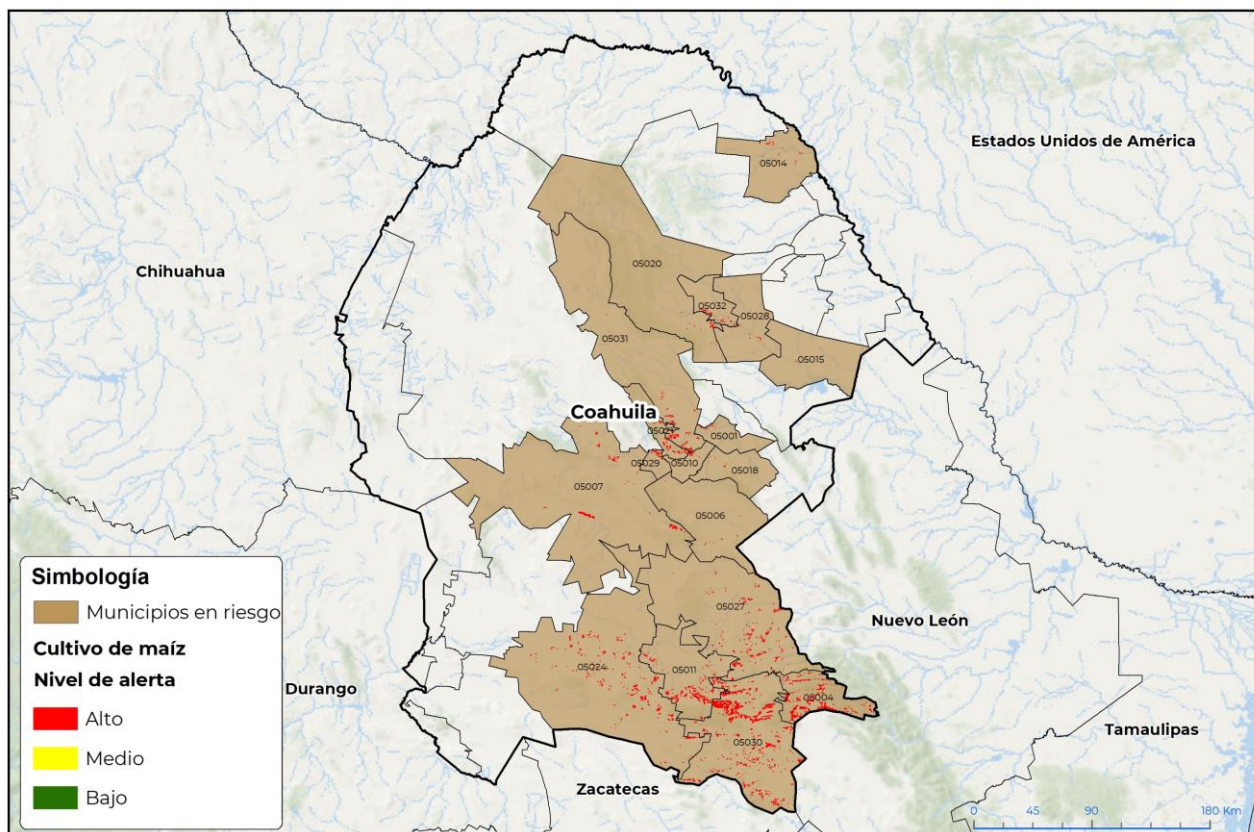 Estados Unidos de América
05014
Chihuahua
05020
05032
05028
05031
05015
Coahuila
05021
05001
05029
05010
05018
05007
05006
Simbología
Municipios en riesgo
Cultivo de maíz
Nivel de alerta
Alto
Medio
Bajo
05027
Nuevo León
05024
05011
Durango
05004
05030
Tamaulipas
Zacatecas
0 45 90 180 Km